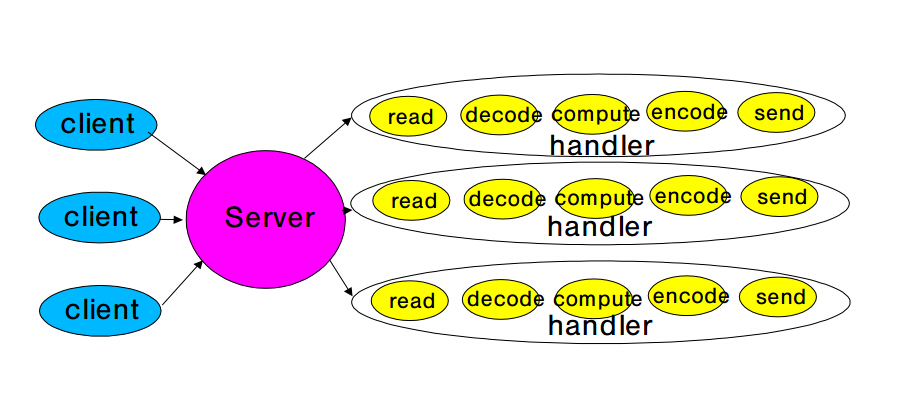 client
client
client
Server
read decode compute encode send
handler
read decode compute encode send
handler
read decode compute encode send
handler